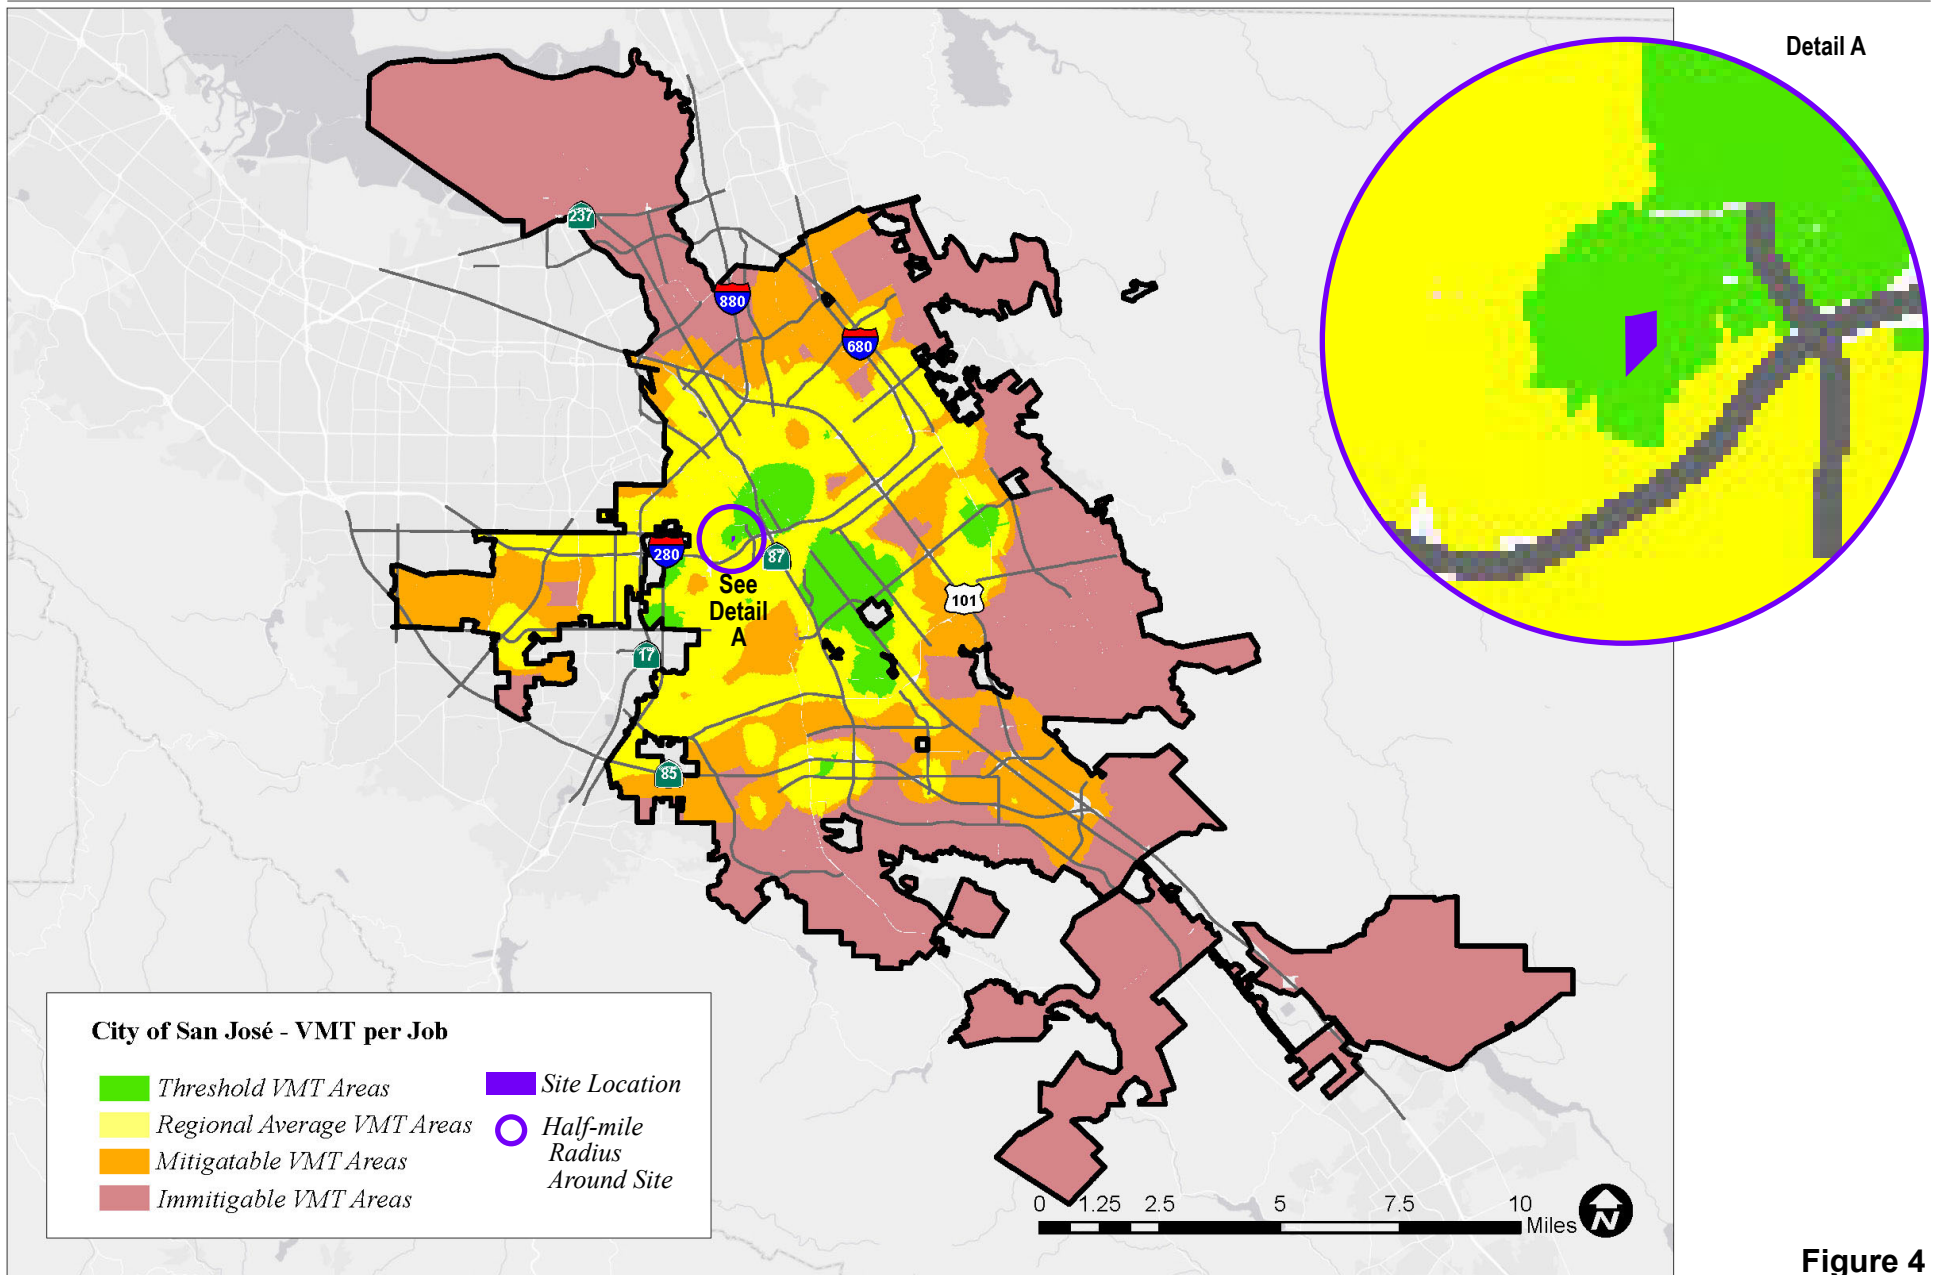 Detail A
237
880
680
280
87
See
Detail
A
101
17
85
City of San José - VMT per Job
Threshold VMT Areas
Regional Average VMT Areas
Mitigatable VMT Areas
Immitigable VMT Areas
Site Location
Half-mile
Radius
Around Site
0 1.25 2.5 5 7.5 10
Miles
N
Figure 4